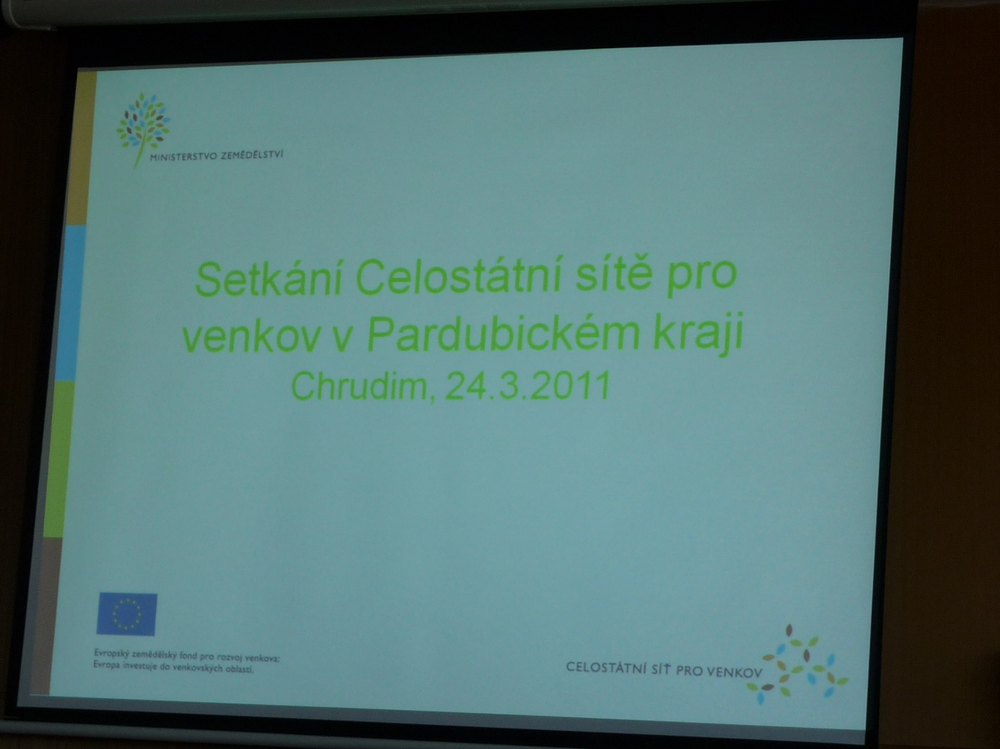 MINISTERSTVO ZEMĚDĚLSTVÍ
Setkání Celostátní sítě pro
venkov v Pardubickém kraji
Chrudim, 24.3.2011
Evropský zemědělský fond pro rozvoj venkova:
Evropa investuje do venkovských oblastí.
CELOSTÁTNÍ SÍŤ PRO VENKOV